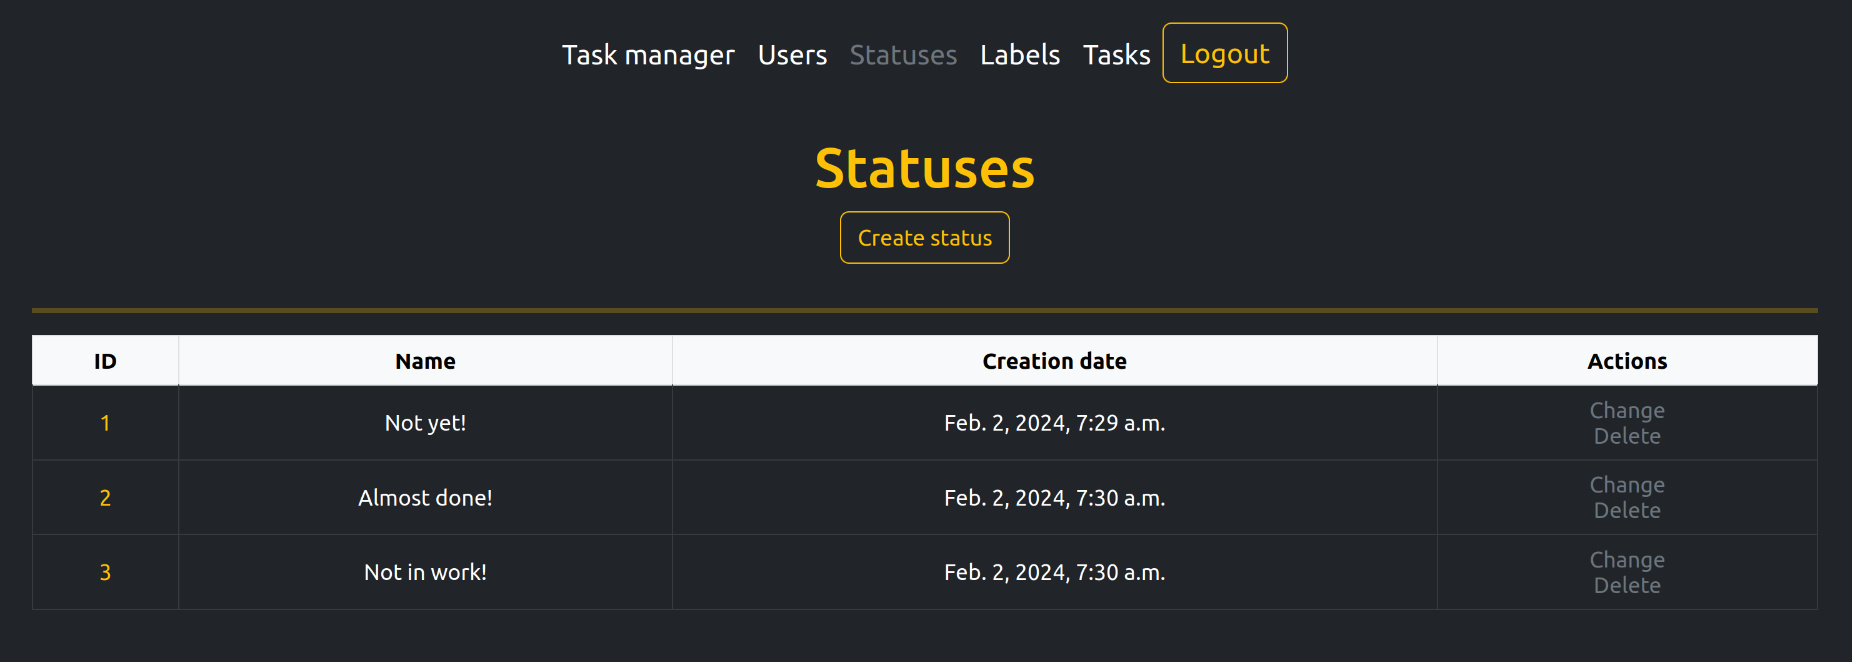 Task manager Users Statuses Labels Tasks Logout
Statuses
Create status
ID Name Creation date Actions
1 Not yet! Feb. 2, 2024, 7:29 a.m. Change
Delete
2 Almost done! Feb. 2, 2024, 7:30 a.m. Change
Delete
3 Not in work! Feb. 2, 2024, 7:30 a.m. Change
Delete